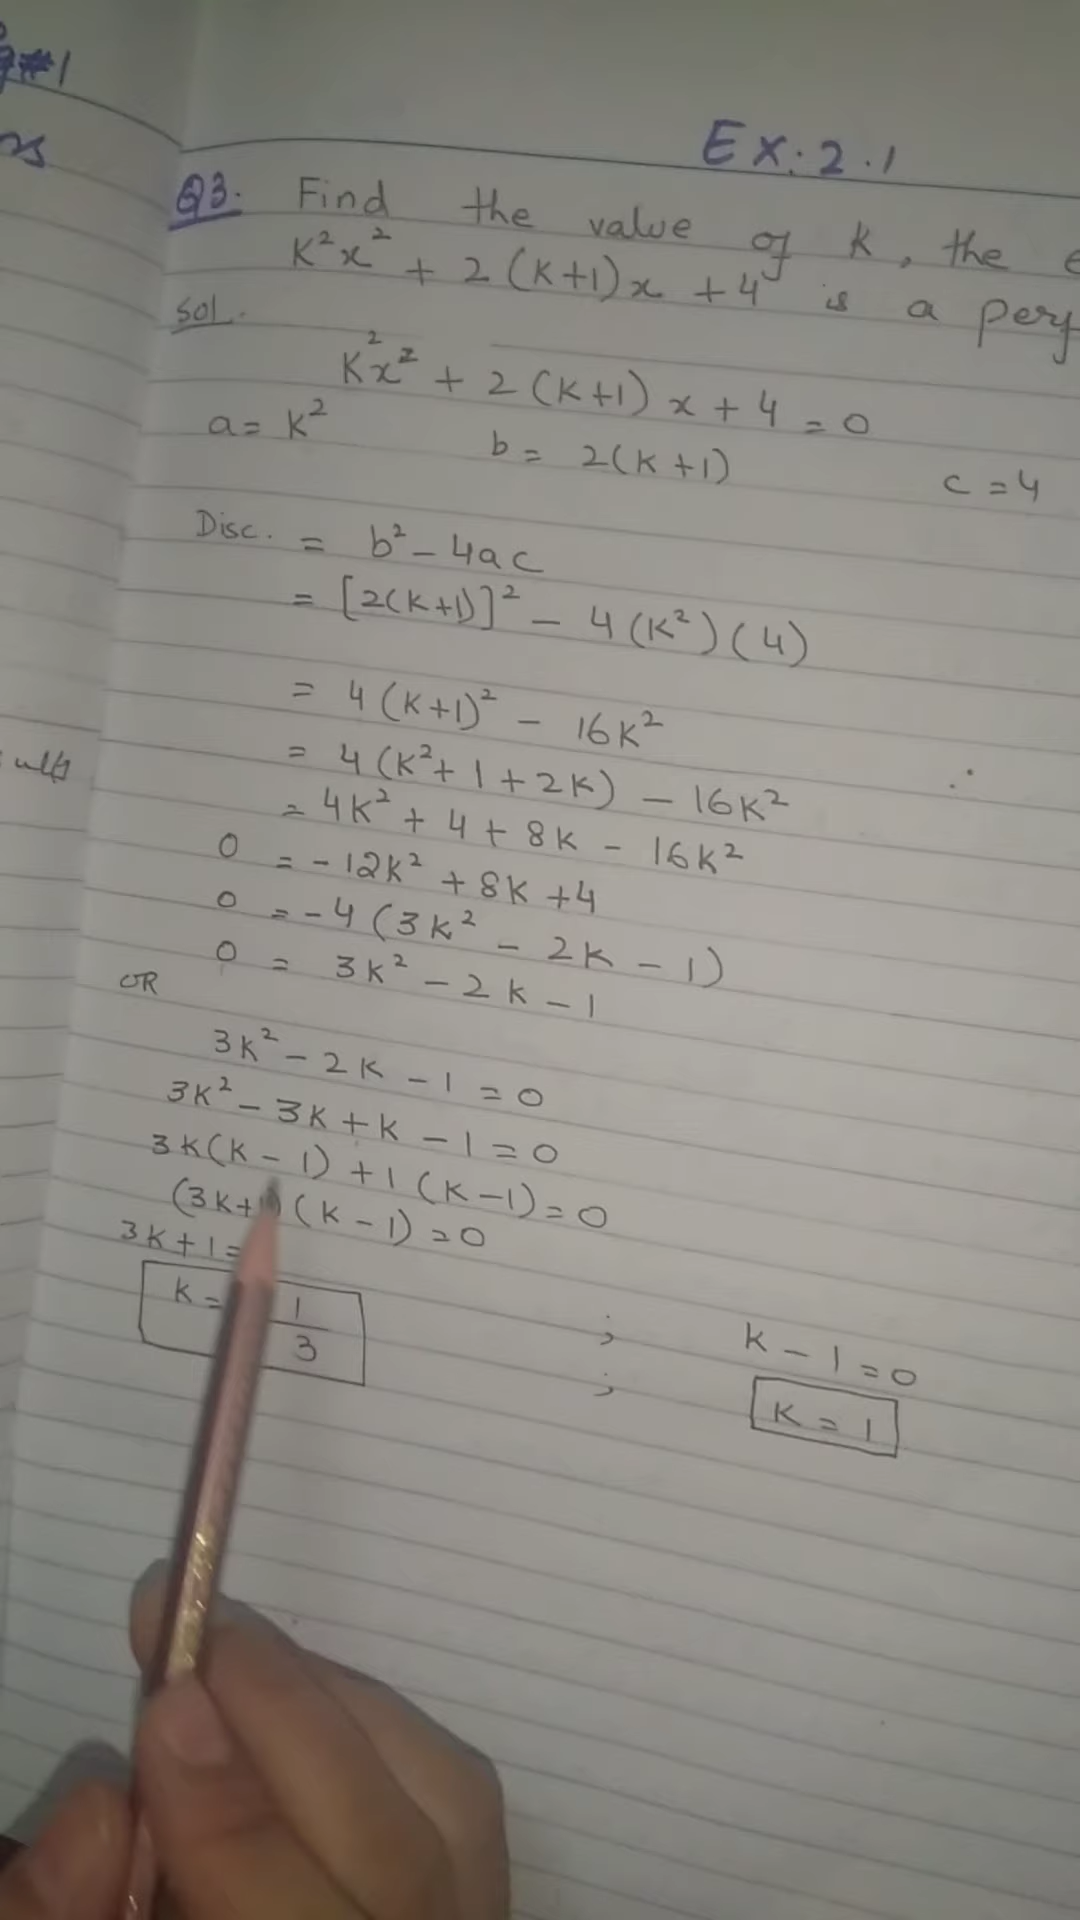 #1
Ex: 2.1
Q3. Find the value of k, the
K²x² + 2(K+1)x + 4 is a perf
Sol.
K²x² + 2(K+1)x + 4 = 0
a = K² b = 2(K+1) c = 4
Disc. = b² - 4ac
= [2(K+1)]² - 4(K²)(4)
= 4(K+1)² - 16K²
= 4(K² + 1 + 2K) - 16K²
= 4K² + 4 + 8K - 16K²
0 = -12K² + 8K + 4
0 = -4(3K² - 2K - 1)
0 = 3K² - 2K - 1
OR
3K² - 2K - 1 = 0
3K² - 3K + K - 1 = 0
3K(K - 1) + 1(K - 1) = 0
(3K+ )(K - 1) = 0
3K + 1 = ; K - 1 = 0
K = 1/3 ; K = 1